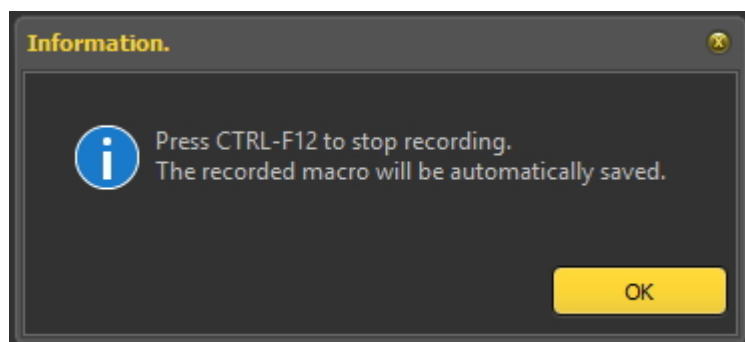 Information.
Press CTRL-F12 to stop recording.
The recorded macro will be automatically saved.
OK